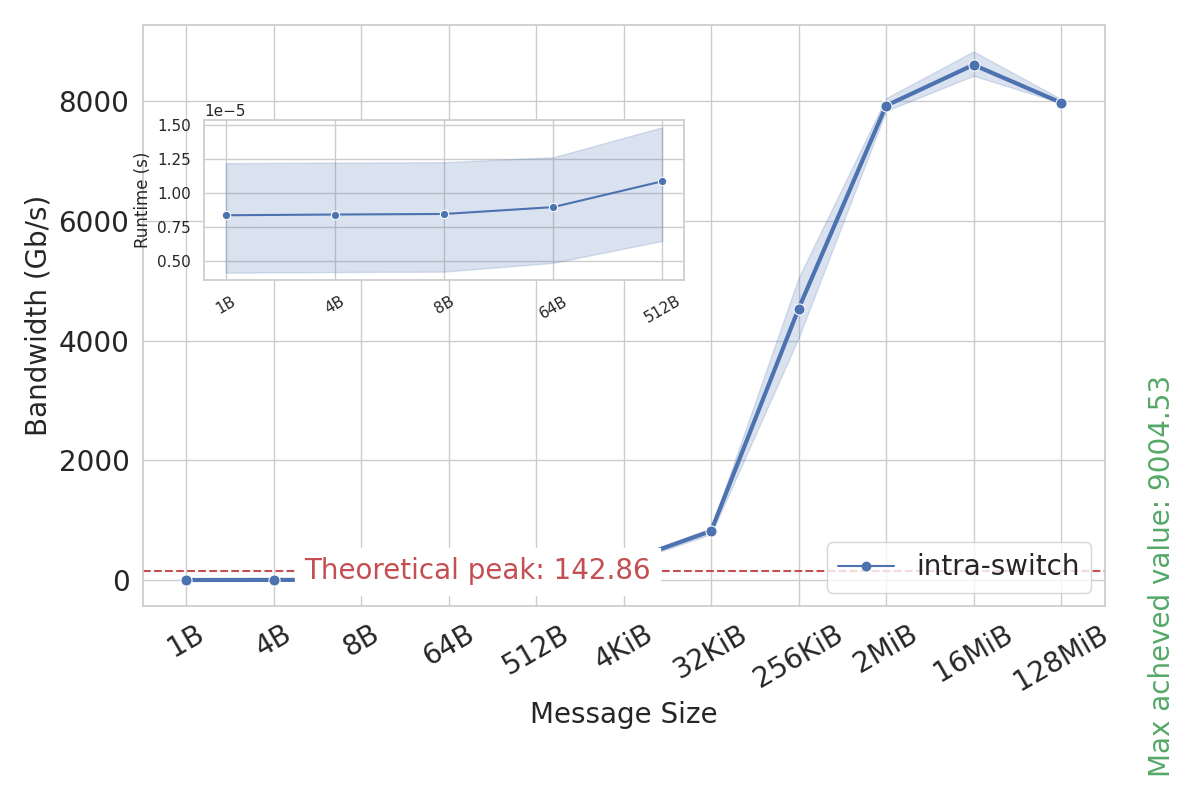 8000
6000
4000
2000
0
Bandwidth (Gb/s)
1e−5
1.50
1.25
1.00
0.75
0.50
Runtime (s)
1B 4B 8B 64B 512B
Theoretical peak: 142.86
intra-switch
1B 4B 8B 64B 512B 4KiB 32KiB 256KiB 2MiB 16MiB 128MiB
Message Size
Max acheved value: 9004.53